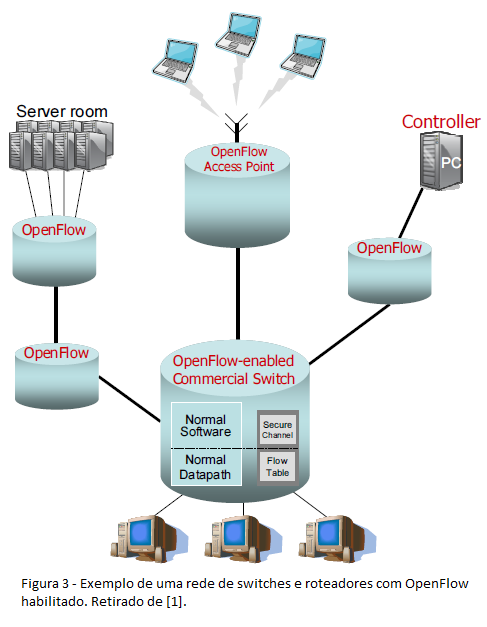 Server room
OpenFlow
Access Point
Controller
PC
OpenFlow
OpenFlow
OpenFlow
OpenFlow-enabled
Commercial Switch
Normal
Software
Secure
Channel
Normal
Datapath
Flow
Table
Figura 3 - Exemplo de uma rede de switches e roteadores com OpenFlow
habilitado. Retirado de [1].